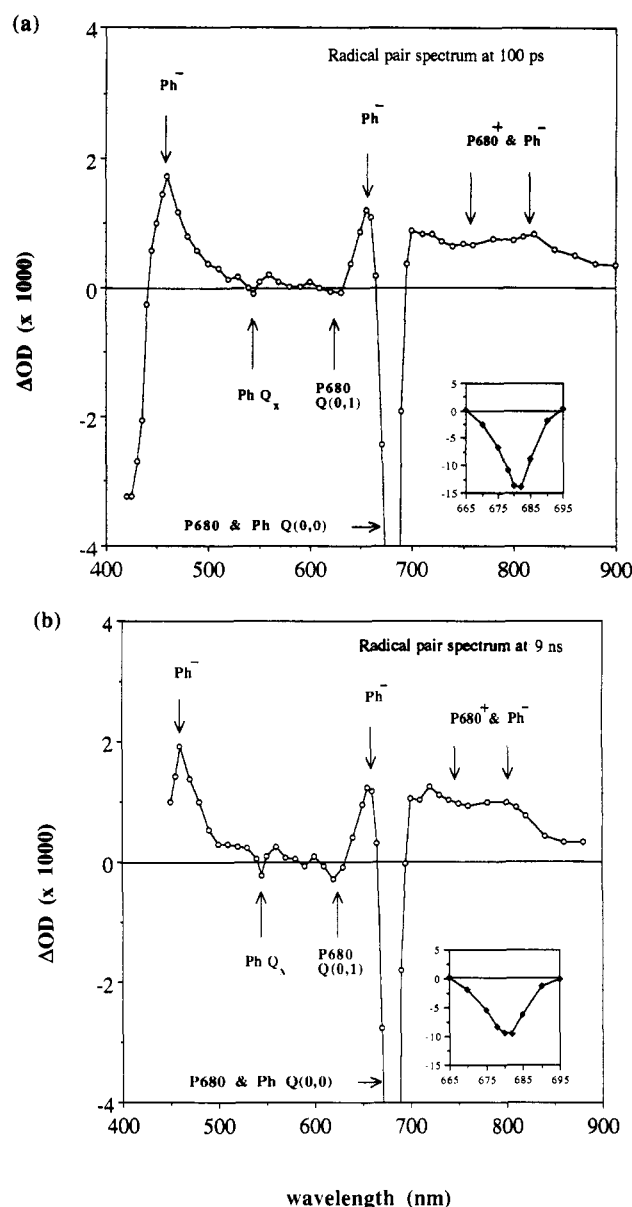 (a)
Radical pair spectrum at 100 ps
Ph⁻
Ph⁻
P680⁺ & Ph⁻
4
2
0
-2
-4
ΔOD (x 1000)
Ph Qx
P680
Q(0,1)
P680 & Ph Q(0,0)
5
0
-5
-10
-15
665 675 685 695
400 500 600 700 800 900
(b)
Radical pair spectrum at 9 ns
Ph⁻
Ph⁻
P680⁺ & Ph⁻
4
2
0
-2
-4
ΔOD (x 1000)
Ph Qx
P680
Q(0,1)
P680 & Ph Q(0,0)
5
0
-5
-10
-15
665 675 685 695
400 500 600 700 800 900
wavelength (nm)